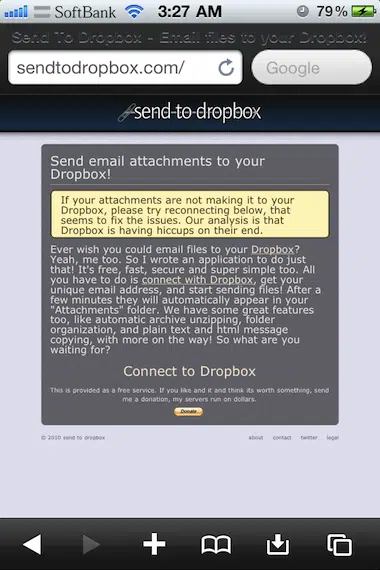 SoftBank 3:27 AM 79%
Send To Dropbox - Email files to your Dropbox!
sendtodropbox.com/ Google
send-to-dropbox
Send email attachments to your
Dropbox!
If your attachments are not making it to your
Dropbox, please try reconnecting below, that
seems to fix the issues. Our analysis is that
Dropbox is having hiccups on their end.
Ever wish you could email files to your Dropbox?
Yeah, me too. So I wrote an application to do just
that! It's free, fast, secure and super simple too. All
you have to do is connect with Dropbox, get your
unique email address, and start sending files! After a
few minutes they will automatically appear in your
"Attachments" folder. We have some great features
too, like automatic archive unzipping, folder
organization, and plain text and html message
copying, with more on the way! So what are you
waiting for?
Connect to Dropbox
This is provided as a free service. If you like and it and think its worth something, send
me a donation, my servers run on dollars.
Donate
© 2010 send to dropbox about contact twitter legal